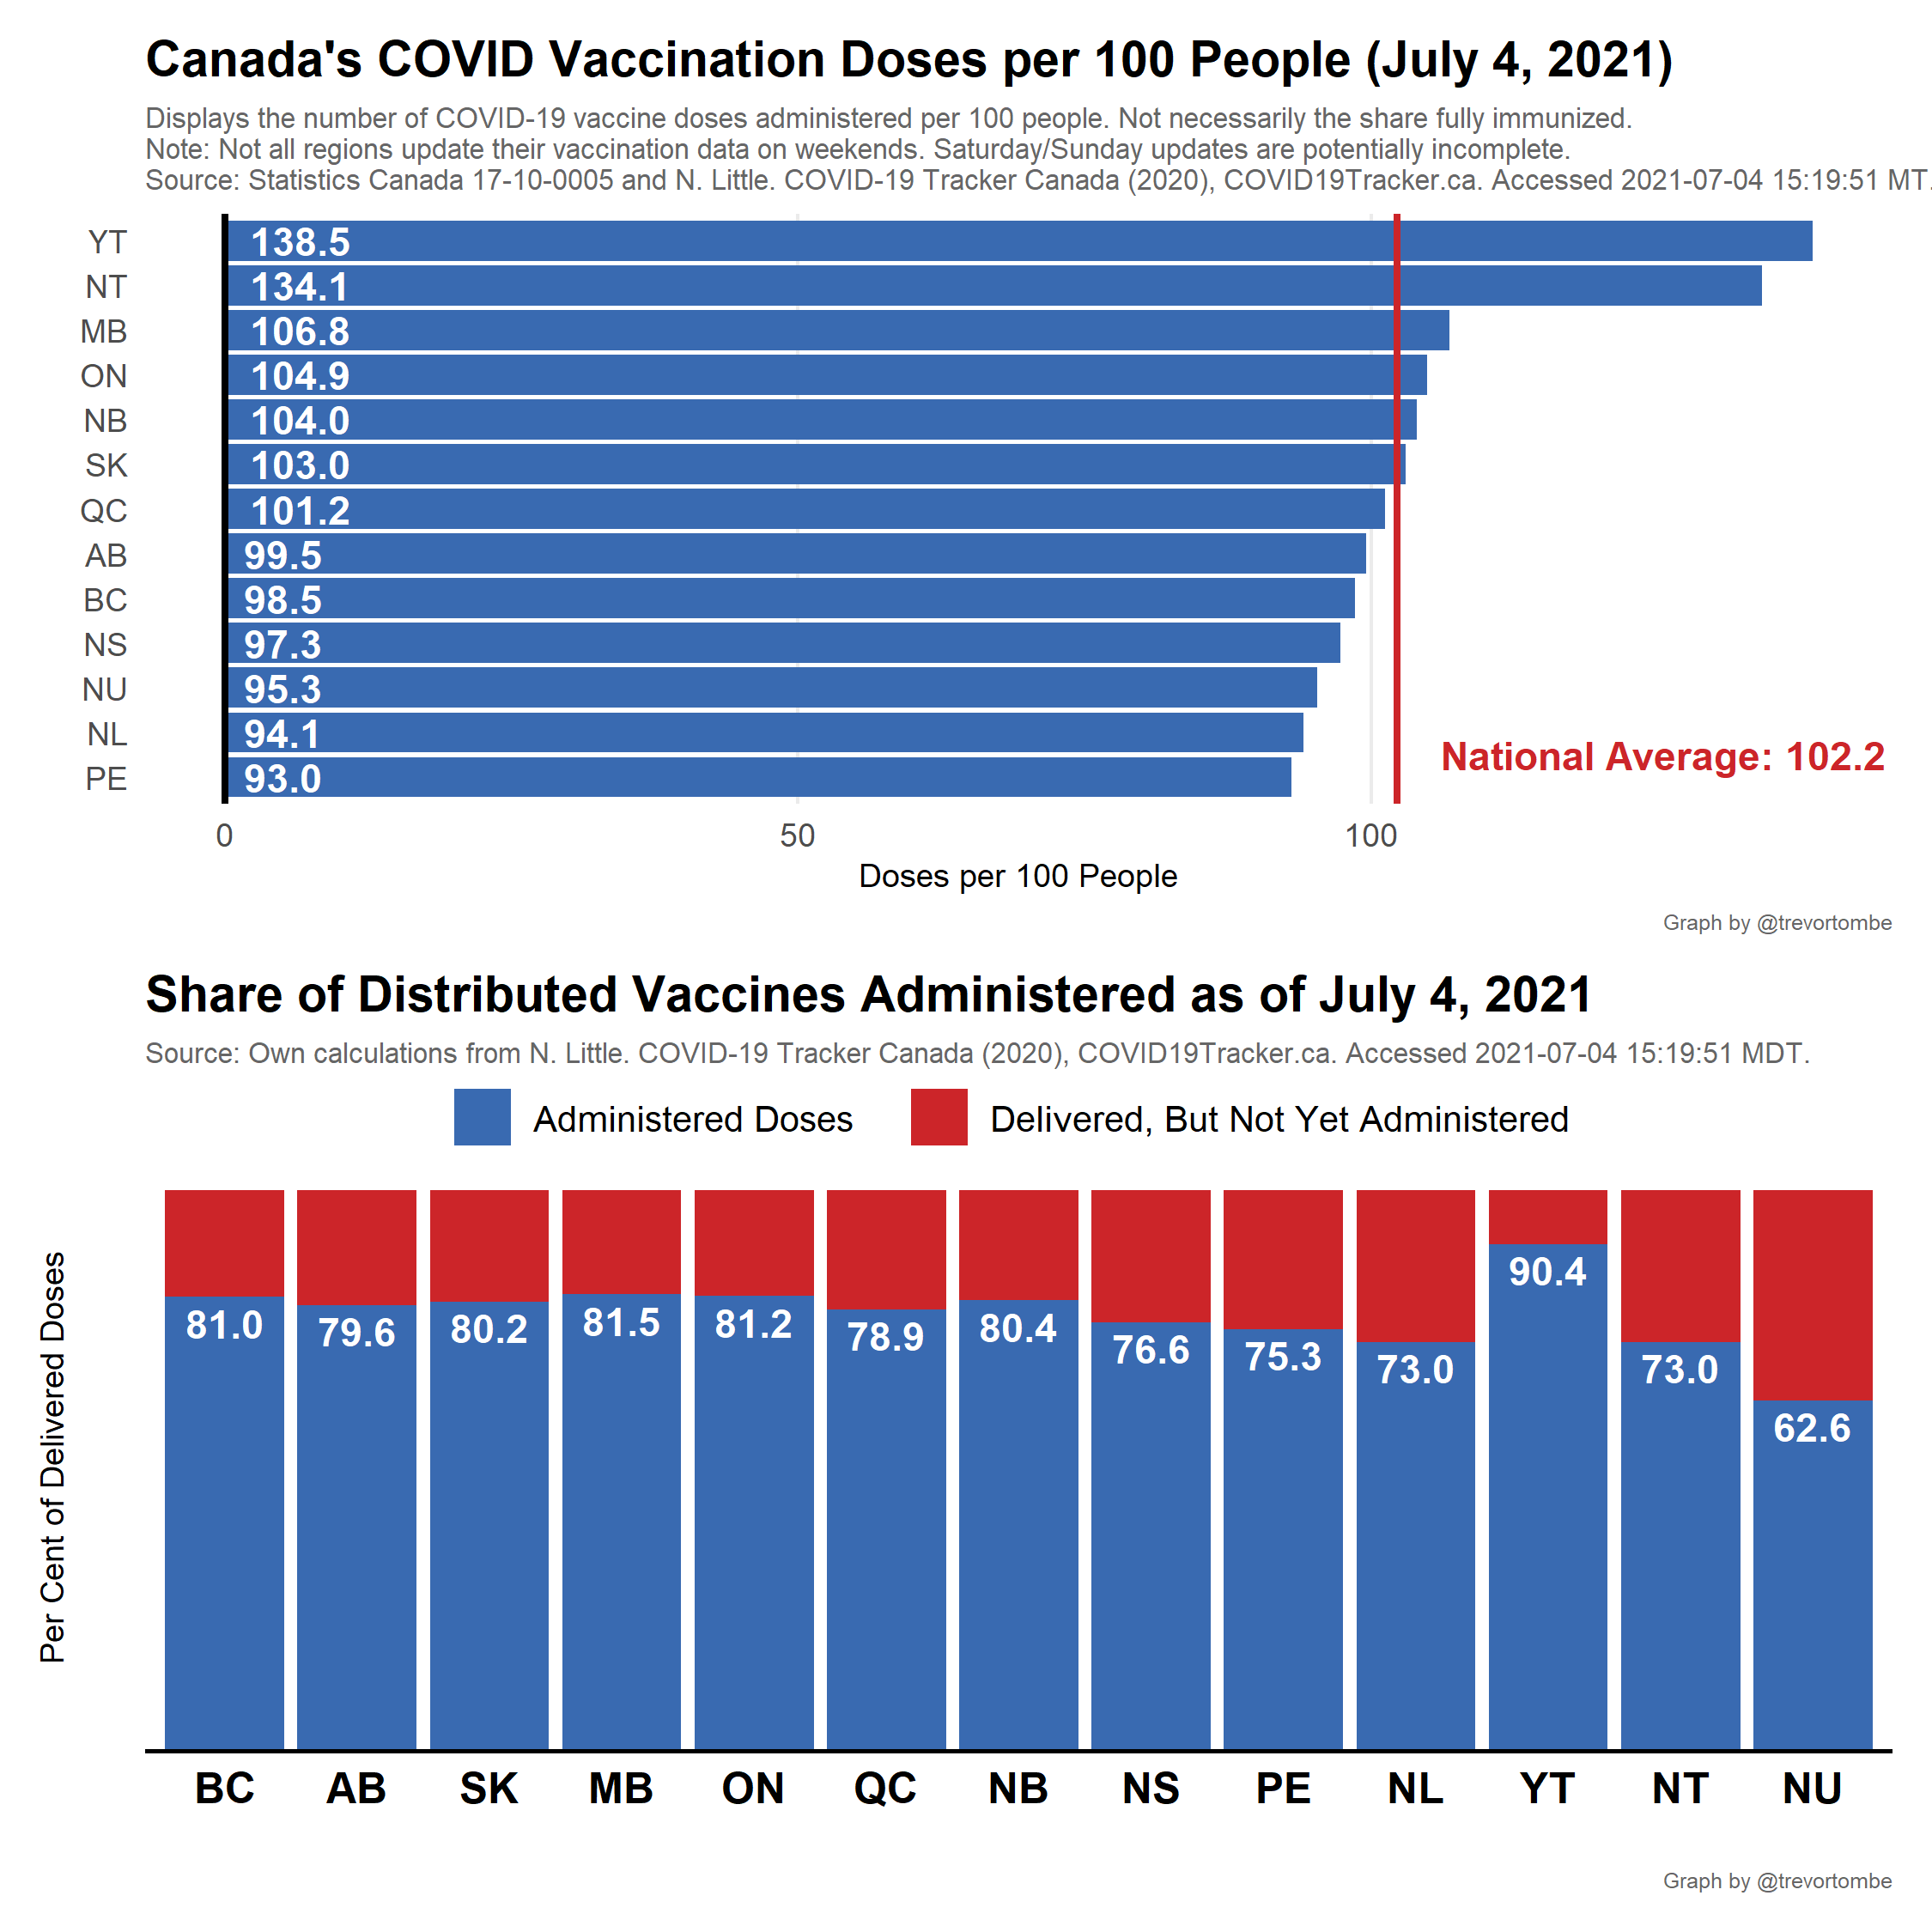 Canada's COVID Vaccination Doses per 100 People (July 4, 2021)
Displays the number of COVID-19 vaccine doses administered per 100 people. Not necessarily the share fully immunized.
Note: Not all regions update their vaccination data on weekends. Saturday/Sunday updates are potentially incomplete.
Source: Statistics Canada 17-10-0005 and N. Little. COVID-19 Tracker Canada (2020), COVID19Tracker.ca. Accessed 2021-07-04 15:19:51 MT.
YT 138.5
NT 134.1
MB 106.8
ON 104.9
NB 104.0
SK 103.0
QC 101.2
AB 99.5
BC 98.5
NS 97.3
NU 95.3
NL 94.1
National Average: 102.2
PE 93.0
0 50 100
Doses per 100 People
Graph by @trevortombe
Share of Distributed Vaccines Administered as of July 4, 2021
Source: Own calculations from N. Little. COVID-19 Tracker Canada (2020), COVID19Tracker.ca. Accessed 2021-07-04 15:19:51 MDT.
Administered Doses Delivered, But Not Yet Administered
Per Cent of Delivered Doses
81.0 79.6 80.2 81.5 81.2 78.9 80.4 76.6 75.3 73.0 90.4 73.0 62.6
BC AB SK MB ON QC NB NS PE NL YT NT NU
Graph by @trevortombe